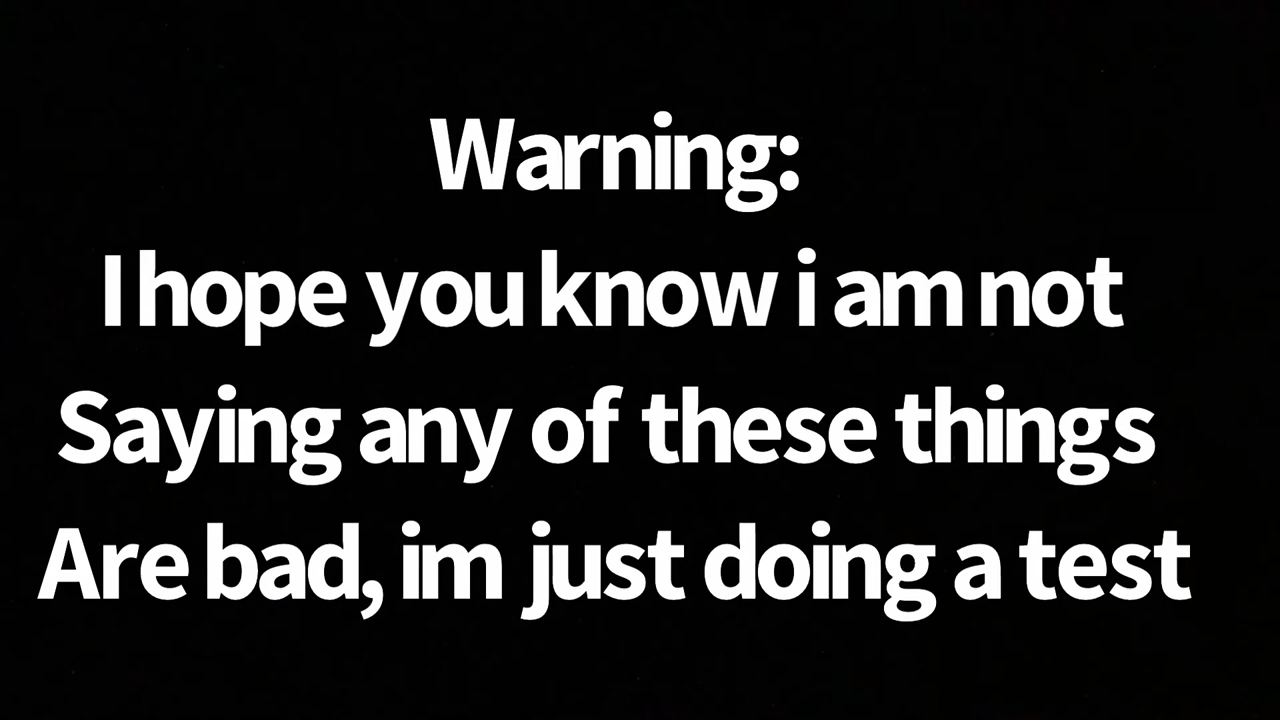 Warning:
I hope you know i am not
Saying any of these things
Are bad, im just doing a test